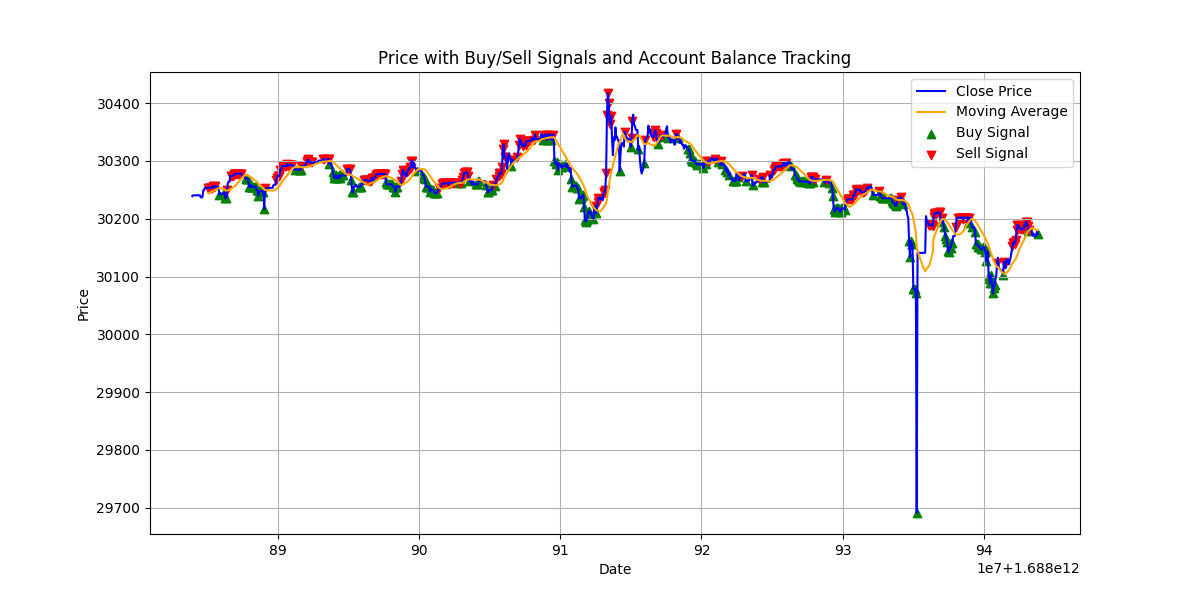 Price with Buy/Sell Signals and Account Balance Tracking
Close Price
Moving Average
Buy Signal
Sell Signal
30400
30300
30200
30100
30000
29900
29800
29700
Price
89 90 91 92 93 94
Date
1e7+1.688e12